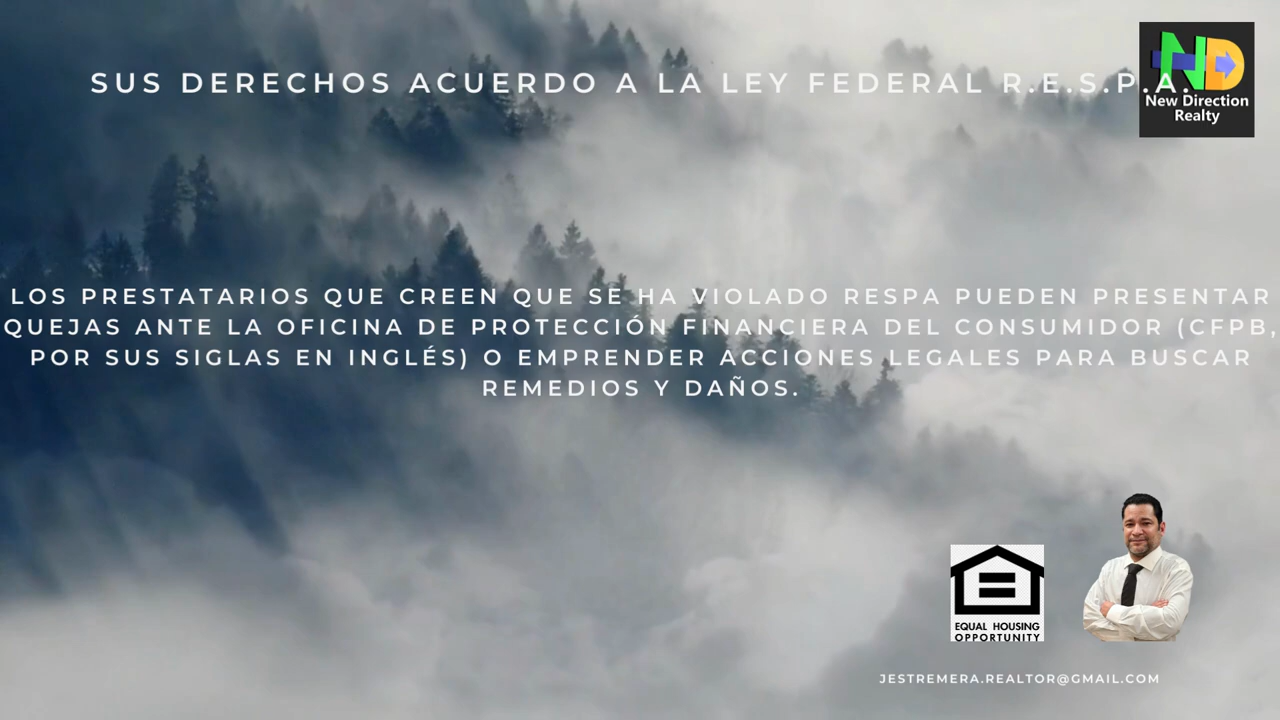 SUS DERECHOS ACUERDO A LA LEY FEDERAL R.E.S.P.A.
ND
New Direction
Realty
LOS PRESTATARIOS QUE CREEN QUE SE HA VIOLADO RESPA PUEDEN PRESENTAR
QUEJAS ANTE LA OFICINA DE PROTECCIÓN FINANCIERA DEL CONSUMIDOR (CFPB,
POR SUS SIGLAS EN INGLÉS) O EMPRENDER ACCIONES LEGALES PARA BUSCAR
REMEDIOS Y DAÑOS.
EQUAL HOUSING
OPPORTUNITY
JESTREMERA.REALTOR@GMAIL.COM